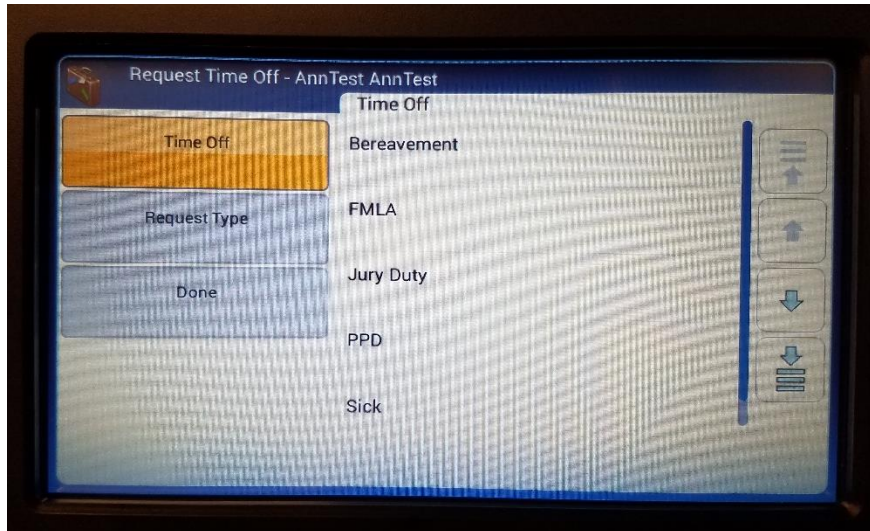 Request Time Off - AnnTest AnnTest
Time Off
Time Off
Request Type
Done
Bereavement
FMLA
Jury Duty
PPD
Sick